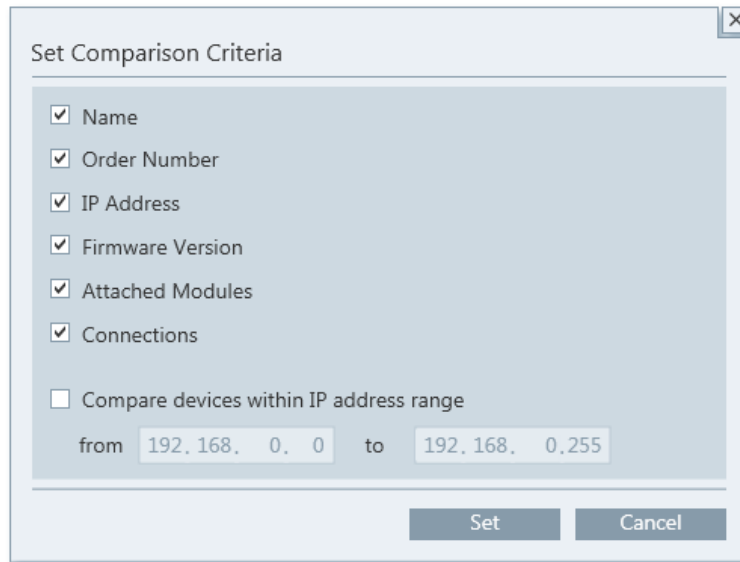 Set Comparison Criteria
Name
Order Number
IP Address
Firmware Version
Attached Modules
Connections
Compare devices within IP address range
from 192.168. 0. 0 to 192.168. 0.255
Set Cancel